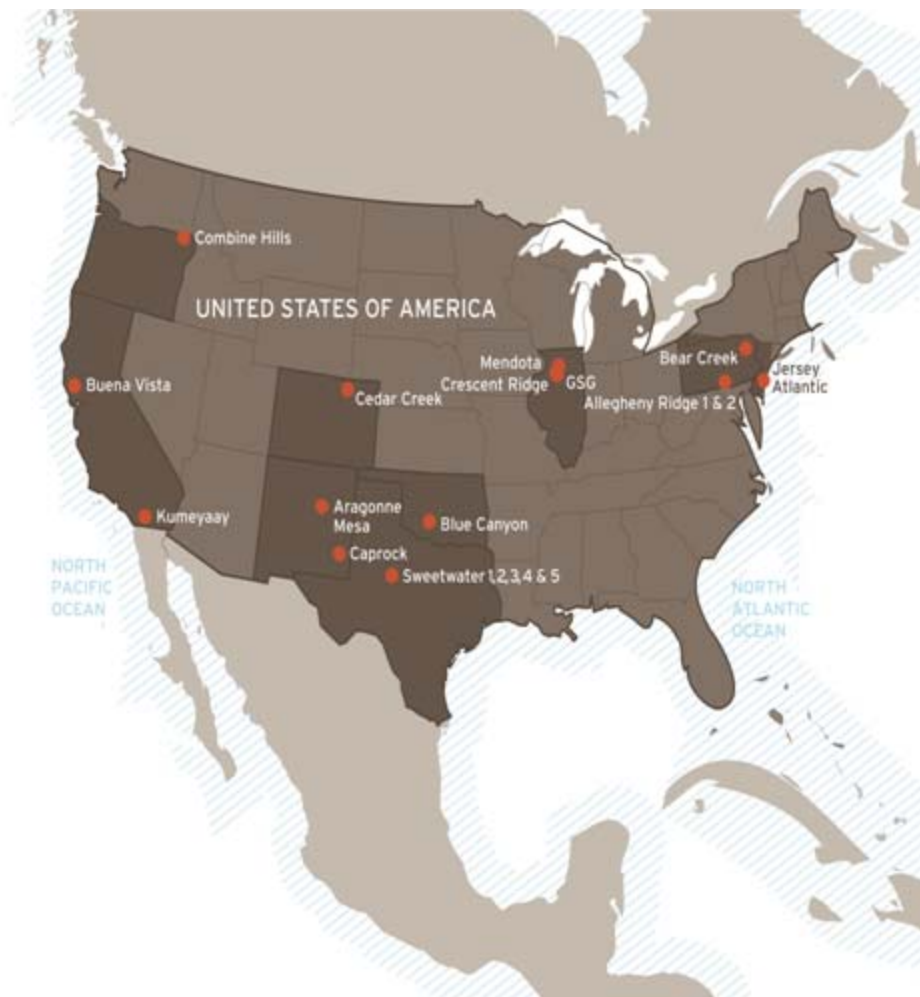 Combine Hills
UNITED STATES OF AMERICA
Mendota
Crescent Ridge
GSG
Bear Creek
Jersey
Atlantic
Allegheny Ridge 1 & 2
Buena Vista
Cedar Creek
Kumeyaay
Aragonne
Mesa
Blue Canyon
Caprock
Sweetwater 1,2,3,4 & 5
NORTH
PACIFIC
OCEAN
NORTH
ATLANTIC
OCEAN